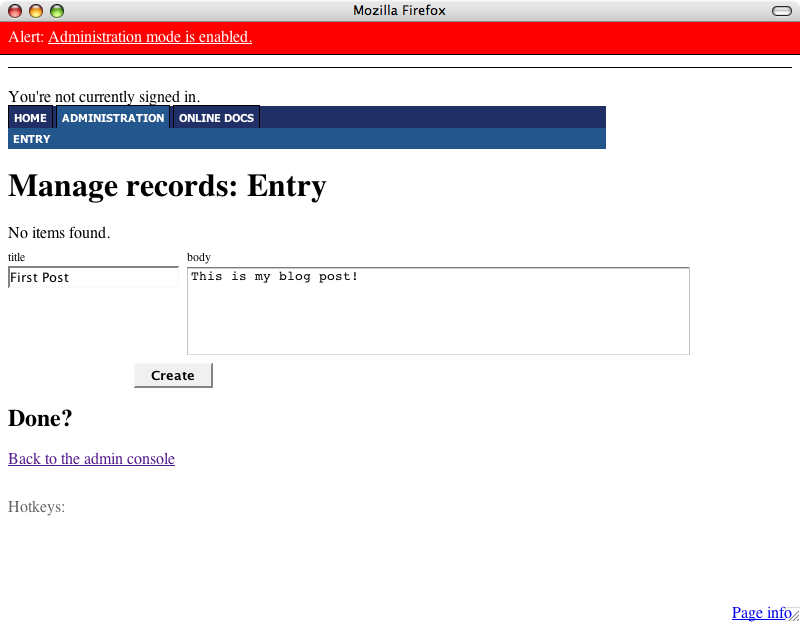 Mozilla Firefox
Alert: Administration mode is enabled.
You're not currently signed in.
HOME ADMINISTRATION ONLINE DOCS
ENTRY
Manage records: Entry
No items found.
title body
First Post This is my blog post!
Create
Done?
Back to the admin console
Hotkeys:
Page info